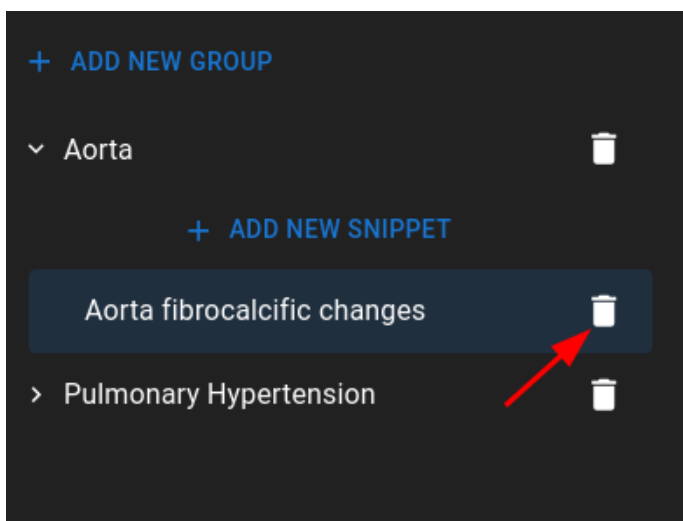 + ADD NEW GROUP
Aorta
+ ADD NEW SNIPPET
Aorta fibrocalcific changes
Pulmonary Hypertension